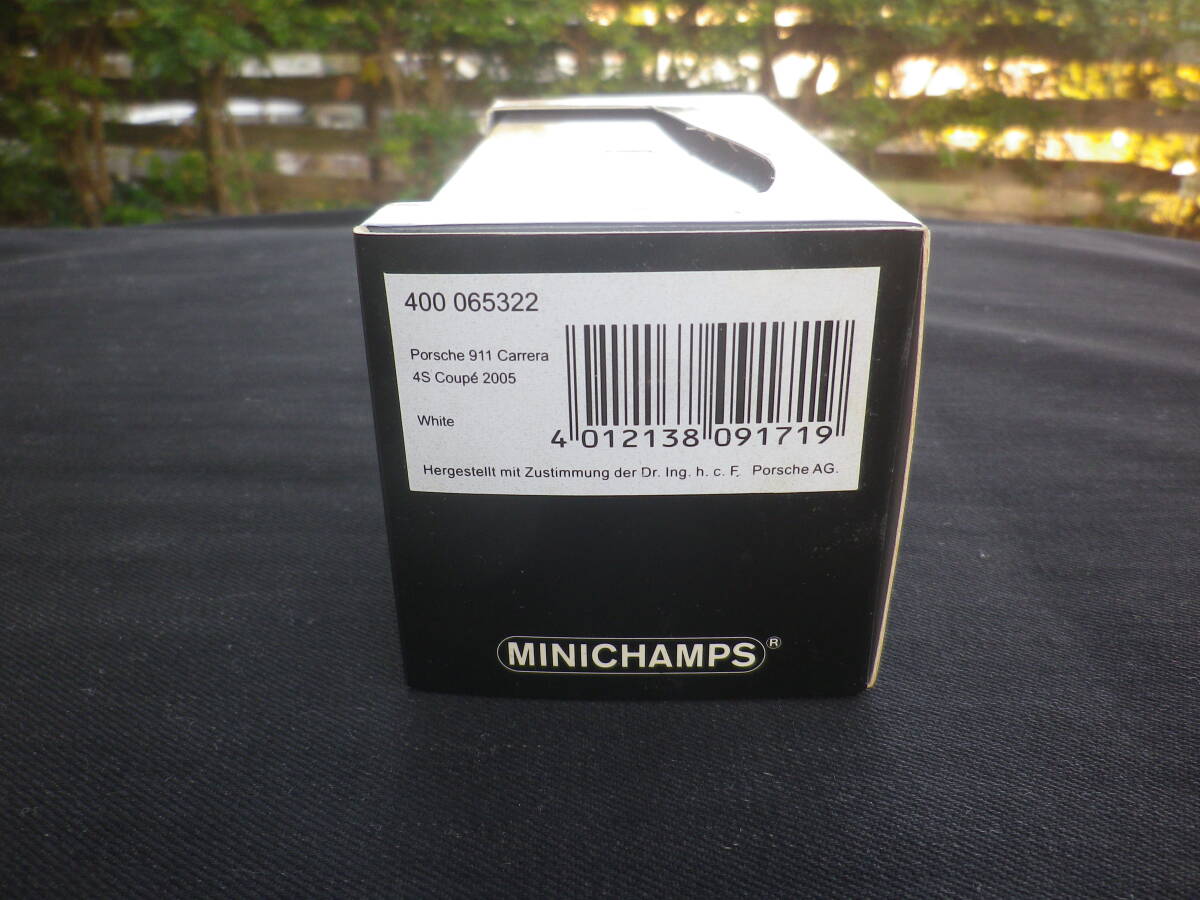 400 065322
Porsche 911 Carrera
4S Coupé 2005
White
4 012138 091719
Hergestellt mit Zustimmung der Dr. Ing. h. c. F. Porsche AG.
MINICHAMPS®